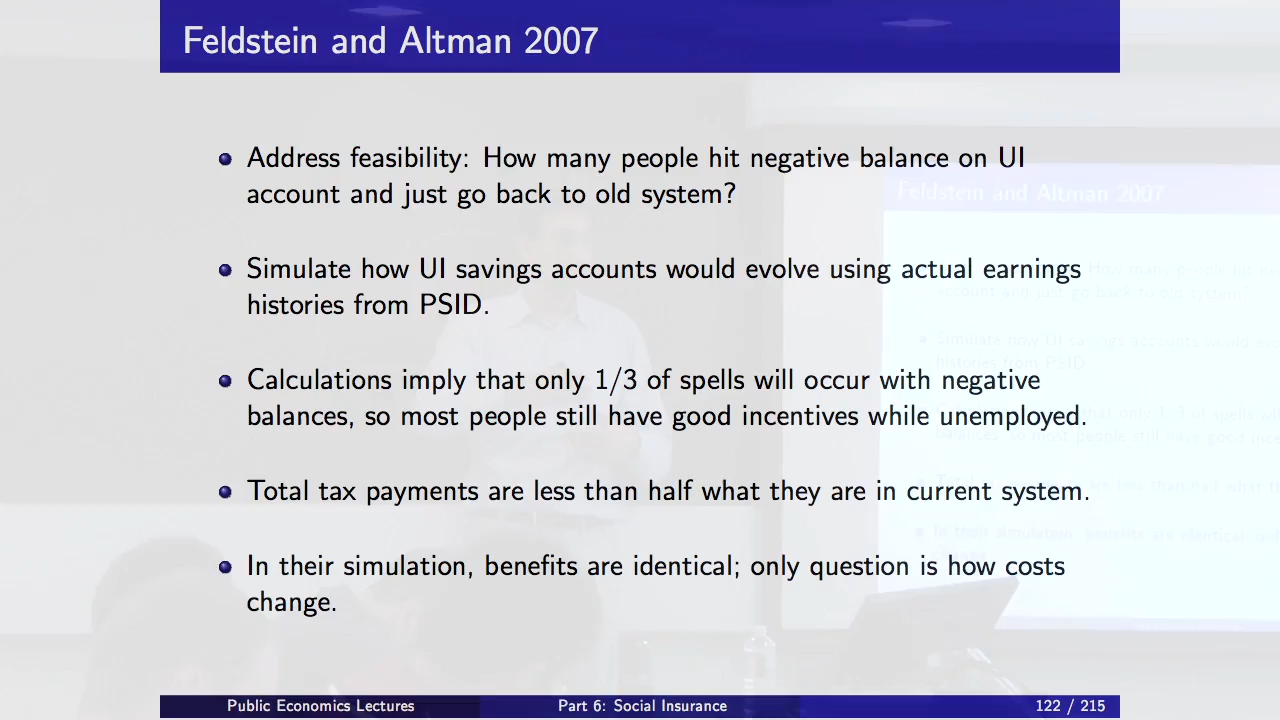 Feldstein and Altman 2007
Address feasibility: How many people hit negative balance on UI
account and just go back to old system?
Simulate how UI savings accounts would evolve using actual earnings
histories from PSID.
Calculations imply that only 1/3 of spells will occur with negative
balances, so most people still have good incentives while unemployed.
Total tax payments are less than half what they are in current system.
In their simulation, benefits are identical; only question is how costs
change.
Public Economics Lectures
Part 6: Social Insurance
122 / 215
Feldstein and Altman 2007